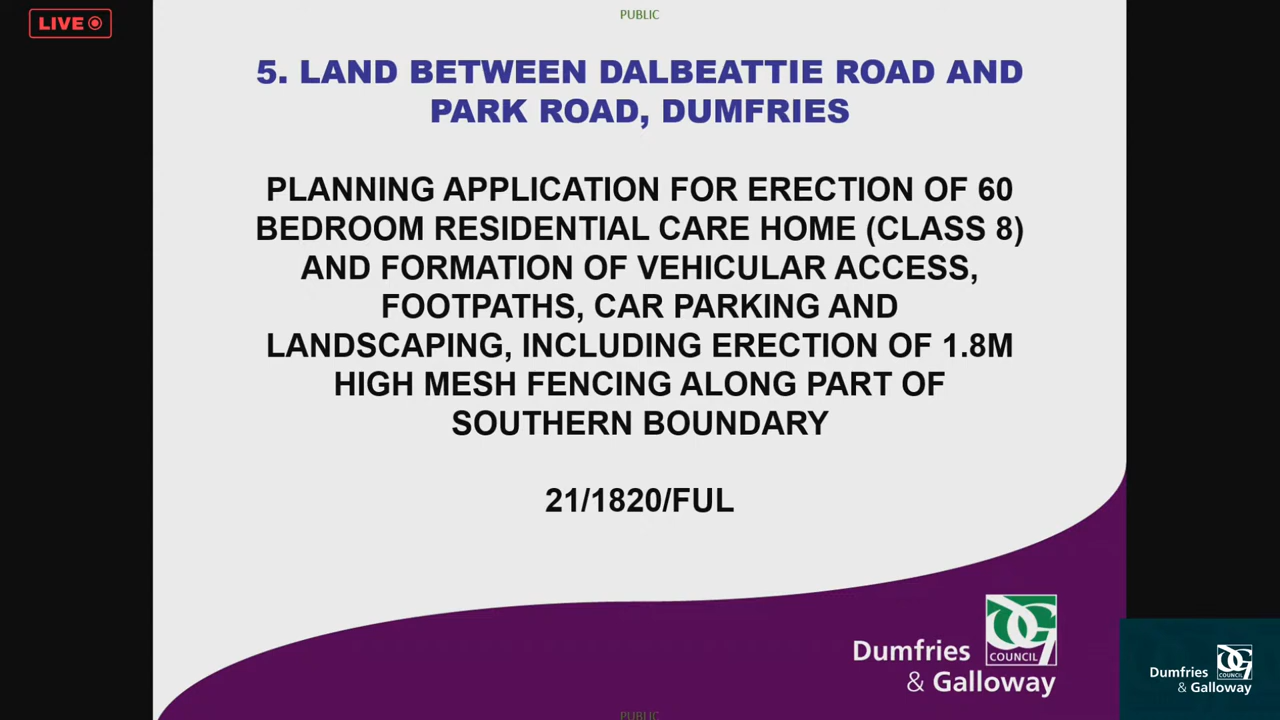 LIVE
PUBLIC
5. LAND BETWEEN DALBEATTIE ROAD AND
PARK ROAD, DUMFRIES
PLANNING APPLICATION FOR ERECTION OF 60
BEDROOM RESIDENTIAL CARE HOME (CLASS 8)
AND FORMATION OF VEHICULAR ACCESS,
FOOTPATHS, CAR PARKING AND
LANDSCAPING, INCLUDING ERECTION OF 1.8M
HIGH MESH FENCING ALONG PART OF
SOUTHERN BOUNDARY
21/1820/FUL
Dumfries
& Galloway
DG
COUNCIL
Dumfries
& Galloway
DG
COUNCIL
PUBLIC